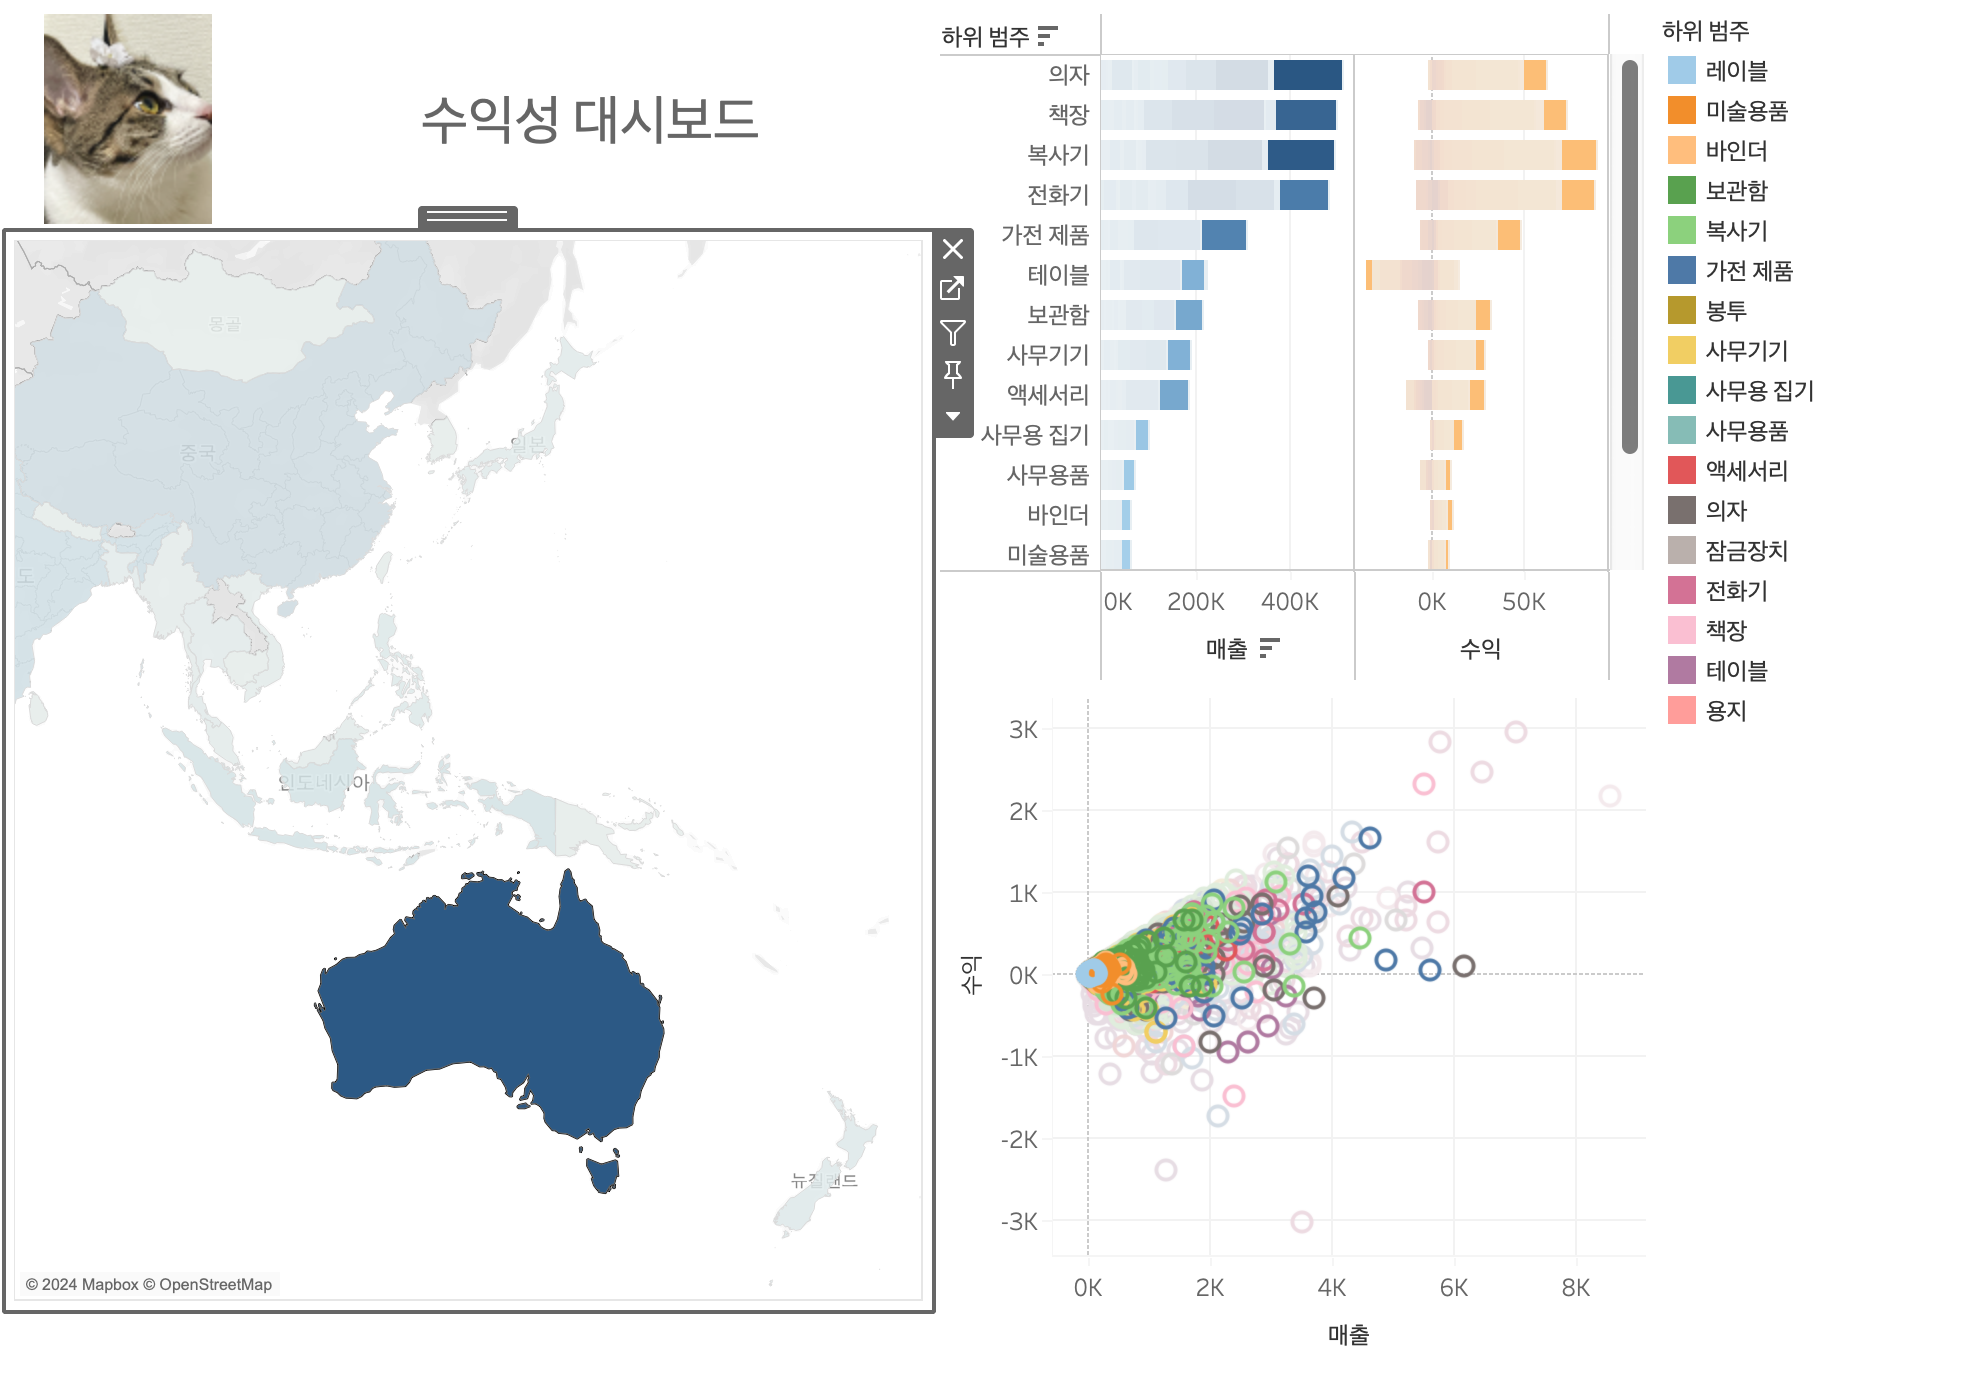 수익성 대시보드
몽골
중국
일본
도
인도네시아
뉴질랜드
© 2024 Mapbox © OpenStreetMap
하위 범주
의자
책장
복사기
전화기
가전 제품
테이블
보관함
사무기기
액세서리
사무용 집기
사무용품
바인더
미술용품
0K 200K 400K 0K 50K
매출 수익
3K
2K
1K
0K
-1K
-2K
-3K
수익
0K 2K 4K 6K 8K
매출
하위 범주
레이블
미술용품
바인더
보관함
복사기
가전 제품
봉투
사무기기
사무용 집기
사무용품
액세서리
의자
잠금장치
전화기
책장
테이블
용지